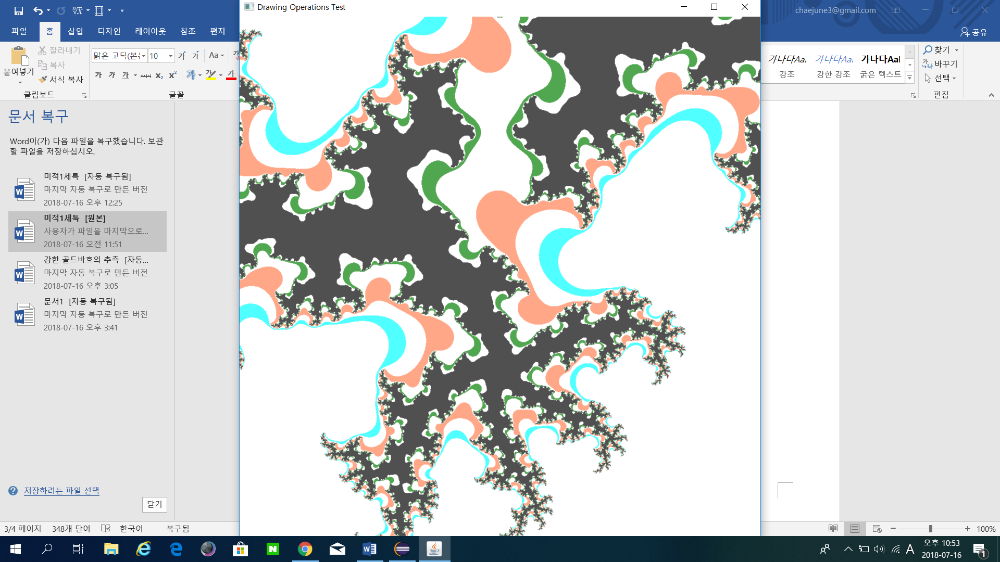 Drawing Operations Test
chaejune3@gmail.com
파일 홈 삽입 디자인 레이아웃 참조 편지
공유
잘라내기
복사
서식 복사
붙여넣기
클립보드
맑은 고딕(본
10
글꼴
가나다AaI 가나다AaI 가나다AaI
강조 강한 강조 굵은 텍스트
찾기
바꾸기
선택
편집
문서 복구
Word이(가) 다음 파일을 복구했습니다. 보관
할 파일을 저장하십시오.
미적1세특 [자동 복구됨]
마지막 자동 복구로 만든 버전
2018-07-16 오후 12:25
미적1세특 [원본]
사용자가 파일을 마지막으로...
2018-07-16 오전 11:51
강한 골드바흐의 추측 [자동...
마지막 자동 복구로 만든 버전
2018-07-16 오후 3:05
문서1 [자동 복구됨]
마지막 자동 복구로 만든 버전
2018-07-16 오후 3:41
저장하려는 파일 선택
닫기
3/4 페이지 348개 단어 한국어 복구됨
100%
A
오후 10:53
2018-07-16
1